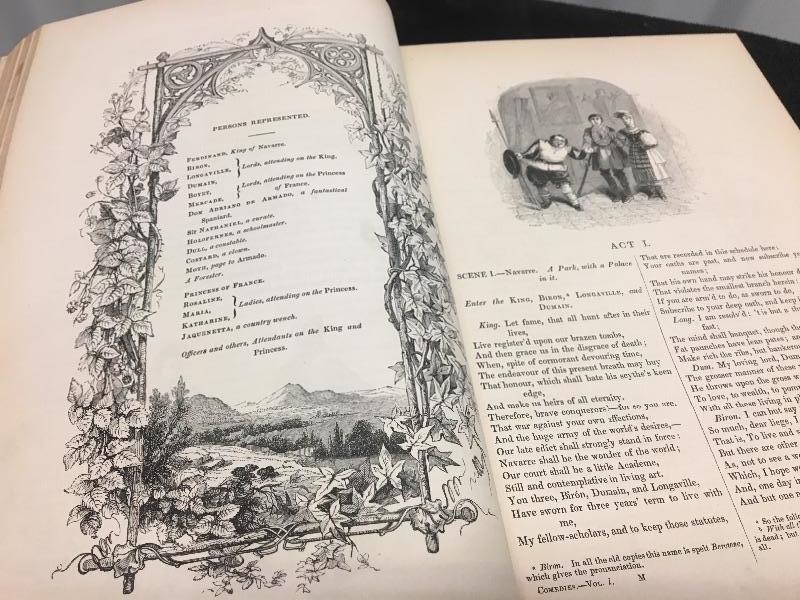 PERSONS REPRESENTED.
FERDINAND, King of Navarre.
BIRON,
LONGAVILLE,
DUMAIN,
Lords, attending on the King.
BOYET,
MERCADE,
Lords, attending on the Princess
of France.
DON ADRIANO DE ARMADO, a fantastical
Spaniard.
Sir NATHANIEL, a curate.
HOLOFERNES, a schoolmaster.
DULL, a constable.
COSTARD, a clown.
MOTH, page to Armado.
A Forester.
PRINCESS OF FRANCE.
ROSALINE,
MARIA,
KATHARINE,
Ladies, attending on the Princess.
JAQUENETTA, a country wench.
Officers and others, Attendants on the King and
Princess.
ACT I.
SCENE I.—Navarre. A Park, with a Palace
in it.
Enter the KING, BIRON,* LONGAVILLE, and
DUMAIN.
King. Let fame, that all hunt after in their
lives,
Live register'd upon our brazen tombs,
And then grace us in the disgrace of death;
When, spite of cormorant devouring time,
The endeavour of this present breath may buy
That honour, which shall bate his scythe's keen
edge,
And make us heirs of all eternity.
Therefore, brave conquerors!—for so you are,
That war against your own affections,
And the huge army of the world's desires,—
Our late edict shall strongly stand in force:
Navarre shall be the wonder of the world;
Our court shall be a little Academe,
Still and contemplative in living art.
You three, Birón, Dumain, and Longaville,
Have sworn for three years' term to live with
me,
My fellow-scholars, and to keep those statutes,
* Biron. In all the old copies this name is spelt Berowne,
which gives the pronunciation.
COMEDIES.—VOL. I. M
That are recorded in this schedule here:
Your oaths are past, and now subscribe
names;
That his own hand may strike his honour
That violates the smallest branch herein:
If you are arm'd to do, as sworn to do,
Subscribe to your deep oath, and keep
Long. I am resolv'd: 't is but a
fast;
The mind shall banquet, though the
Fat paunches have lean pates; and
Make rich the ribs, but
Dum. My loving lord,
The grosser manner of these
He throws upon the gross
To love, to wealth, to
With all these living in
Biron. I can but say
So much, dear liege, I
That is, To live and
But there are other
As, not to see a
Which, I hope
And, one day in
And but one
* So the
b With all
is dead; but
all.